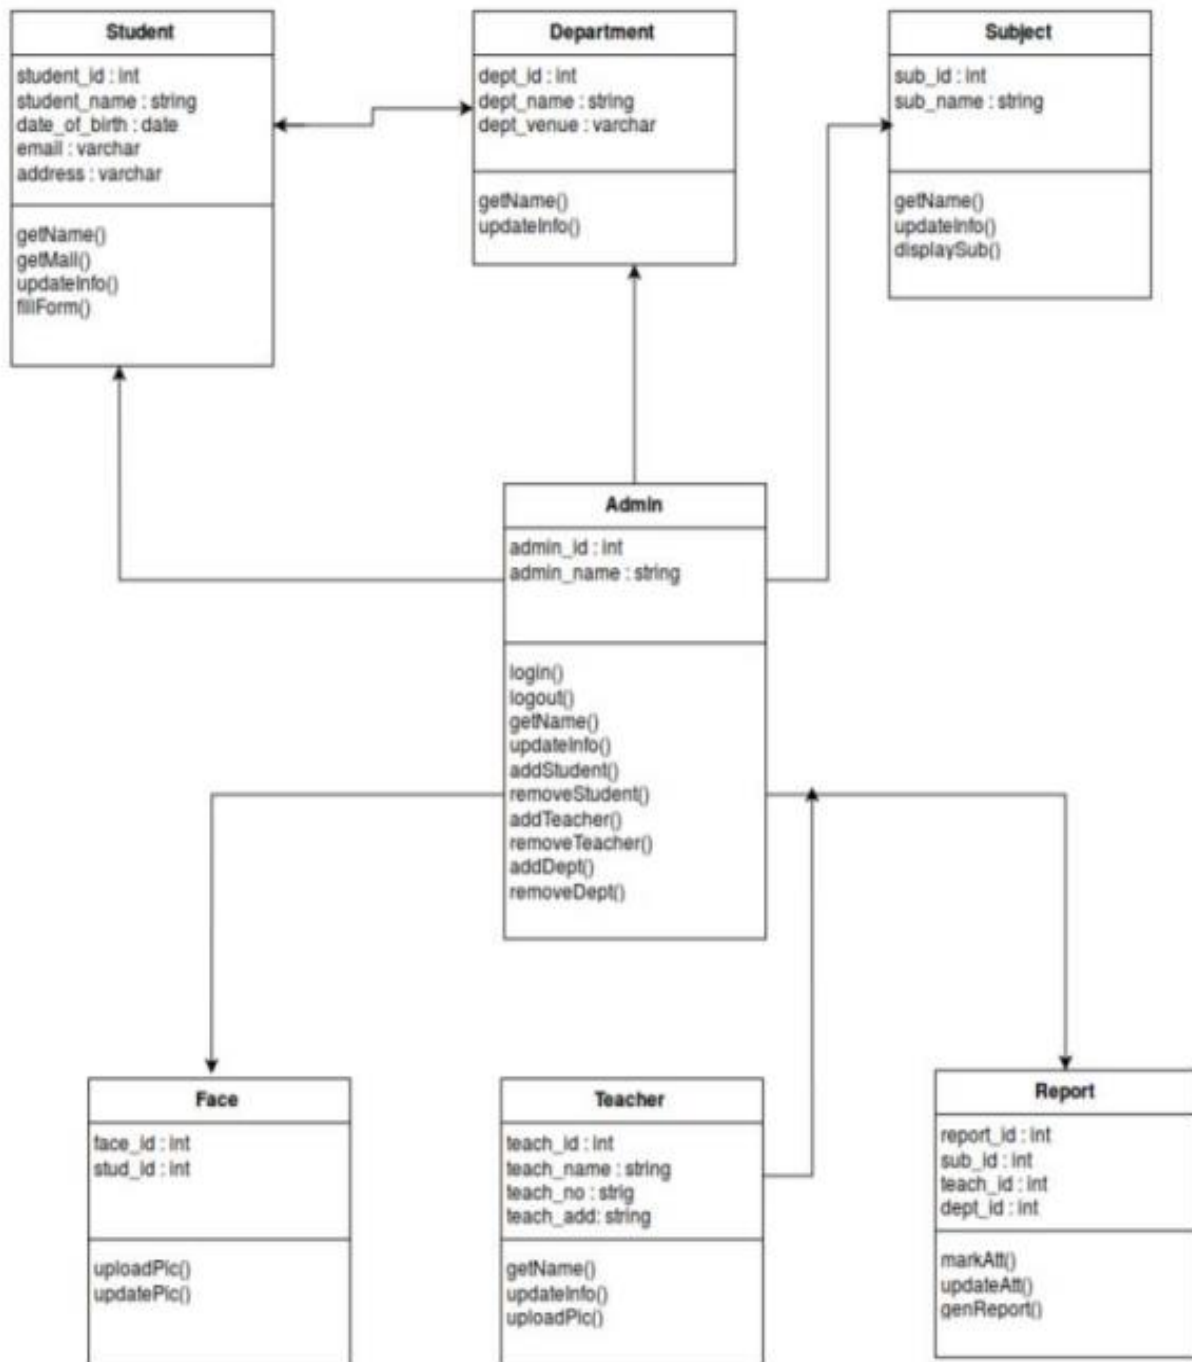 Student
student_id : int
student_name : string
date_of_birth : date
email : varchar
address : varchar
getName()
getMail()
updateInfo()
fillForm()
Department
dept_id : int
dept_name : string
dept_venue : varchar
getName()
updateInfo()
Subject
sub_id : int
sub_name : string
getName()
updateInfo()
displaySub()
Admin
admin_id : int
admin_name : string
login()
logout()
getName()
updateInfo()
addStudent()
removeStudent()
addTeacher()
removeTeacher()
addDept()
removeDept()
Face
face_id : int
stud_id : int
uploadPic()
updatePic()
Teacher
teach_id : int
teach_name : string
teach_no : strig
teach_add: string
getName()
updateInfo()
uploadPic()
Report
report_id : int
sub_id : int
teach_id : int
dept_id : int
markAtt()
updateAtt()
genReport()